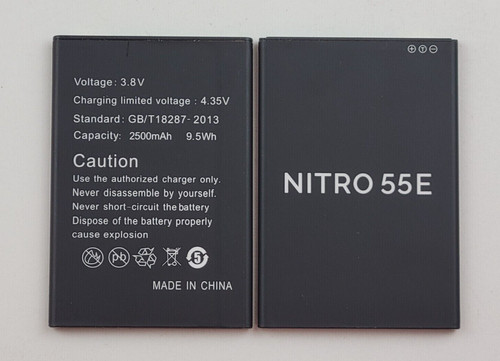 Voltage: 3.8V
Charging limited voltage : 4.35V
Standard: GB/T18287- 2013
Capacity: 2500mAh 9.5Wh
Caution
Use the authorized charger only.
Never disassemble by yourself.
Never short-circuit the battery
Dispose of the battery properly
cause explosion
pb
5
MADE IN CHINA
⊕ Ⓣ ⊖
NITRO 55E